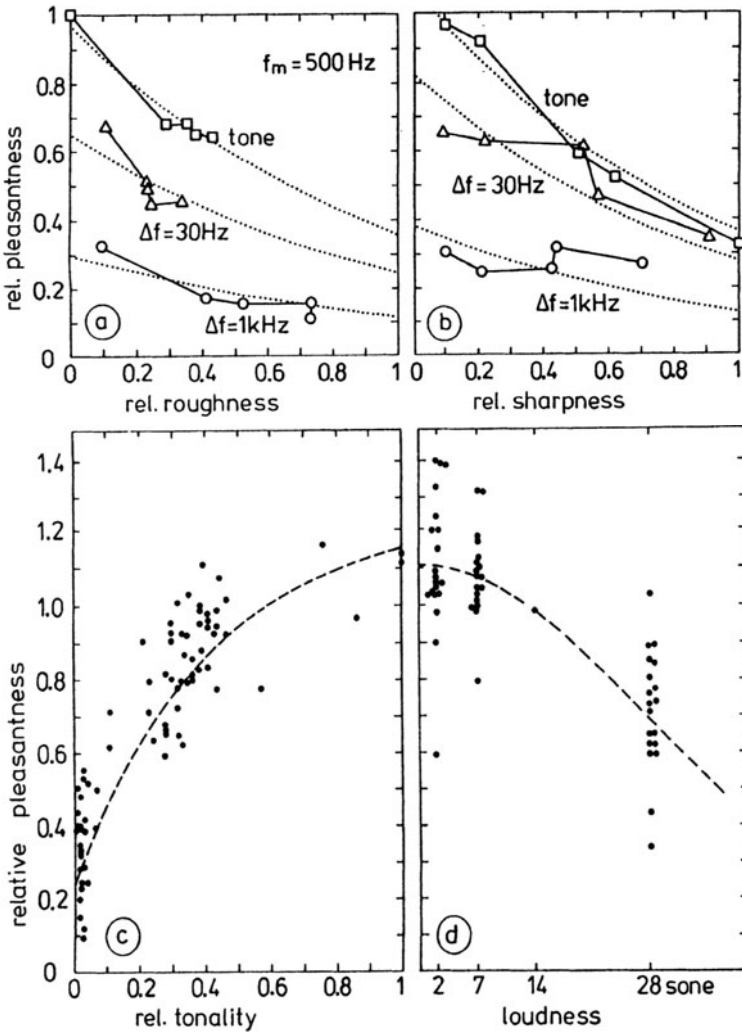 1
0.8
0.6
0.4
0.2
0
rel. pleasantness
f_m = 500 Hz
tone
Δf = 30Hz
Δf = 1kHz
a
0 0.2 0.4 0.6 0.8 1
rel. roughness
tone
Δf = 30Hz
Δf = 1kHz
b
0 0.2 0.4 0.6 0.8 1
rel. sharpness
1.4
1.2
1.0
0.8
0.6
0.4
0.2
0
relative pleasantness
c
0 0.2 0.4 0.6 0.8 1
rel. tonality
d
2 7 14 28 sone
loudness